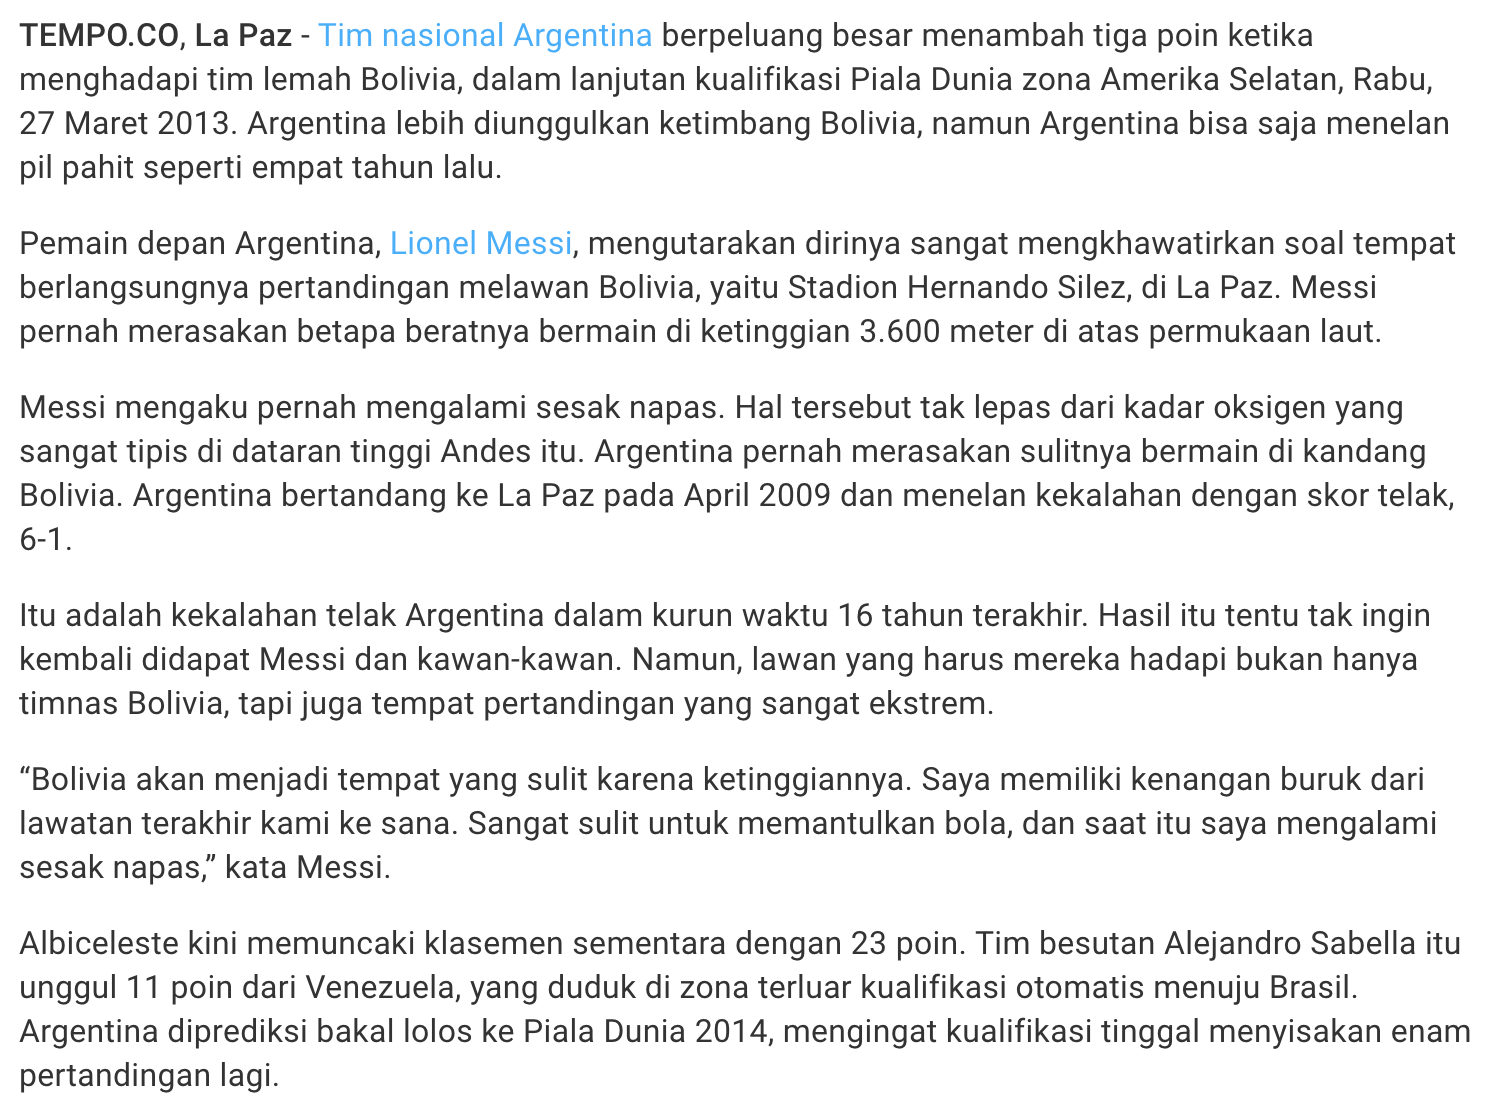 TEMPO.CO, La Paz - Tim nasional Argentina berpeluang besar menambah tiga poin ketika
menghadapi tim lemah Bolivia, dalam lanjutan kualifikasi Piala Dunia zona Amerika Selatan, Rabu,
27 Maret 2013. Argentina lebih diunggulkan ketimbang Bolivia, namun Argentina bisa saja menelan
pil pahit seperti empat tahun lalu.
Pemain depan Argentina, Lionel Messi, mengutarakan dirinya sangat mengkhawatirkan soal tempat
berlangsungnya pertandingan melawan Bolivia, yaitu Stadion Hernando Silez, di La Paz. Messi
pernah merasakan betapa beratnya bermain di ketinggian 3.600 meter di atas permukaan laut.
Messi mengaku pernah mengalami sesak napas. Hal tersebut tak lepas dari kadar oksigen yang
sangat tipis di dataran tinggi Andes itu. Argentina pernah merasakan sulitnya bermain di kandang
Bolivia. Argentina bertandang ke La Paz pada April 2009 dan menelan kekalahan dengan skor telak,
6-1.
Itu adalah kekalahan telak Argentina dalam kurun waktu 16 tahun terakhir. Hasil itu tentu tak ingin
kembali didapat Messi dan kawan-kawan. Namun, lawan yang harus mereka hadapi bukan hanya
timnas Bolivia, tapi juga tempat pertandingan yang sangat ekstrem.
“Bolivia akan menjadi tempat yang sulit karena ketinggiannya. Saya memiliki kenangan buruk dari
lawatan terakhir kami ke sana. Sangat sulit untuk memantulkan bola, dan saat itu saya mengalami
sesak napas,” kata Messi.
Albiceleste kini memuncaki klasemen sementara dengan 23 poin. Tim besutan Alejandro Sabella itu
unggul 11 poin dari Venezuela, yang duduk di zona terluar kualifikasi otomatis menuju Brasil.
Argentina diprediksi bakal lolos ke Piala Dunia 2014, mengingat kualifikasi tinggal menyisakan enam
pertandingan lagi.